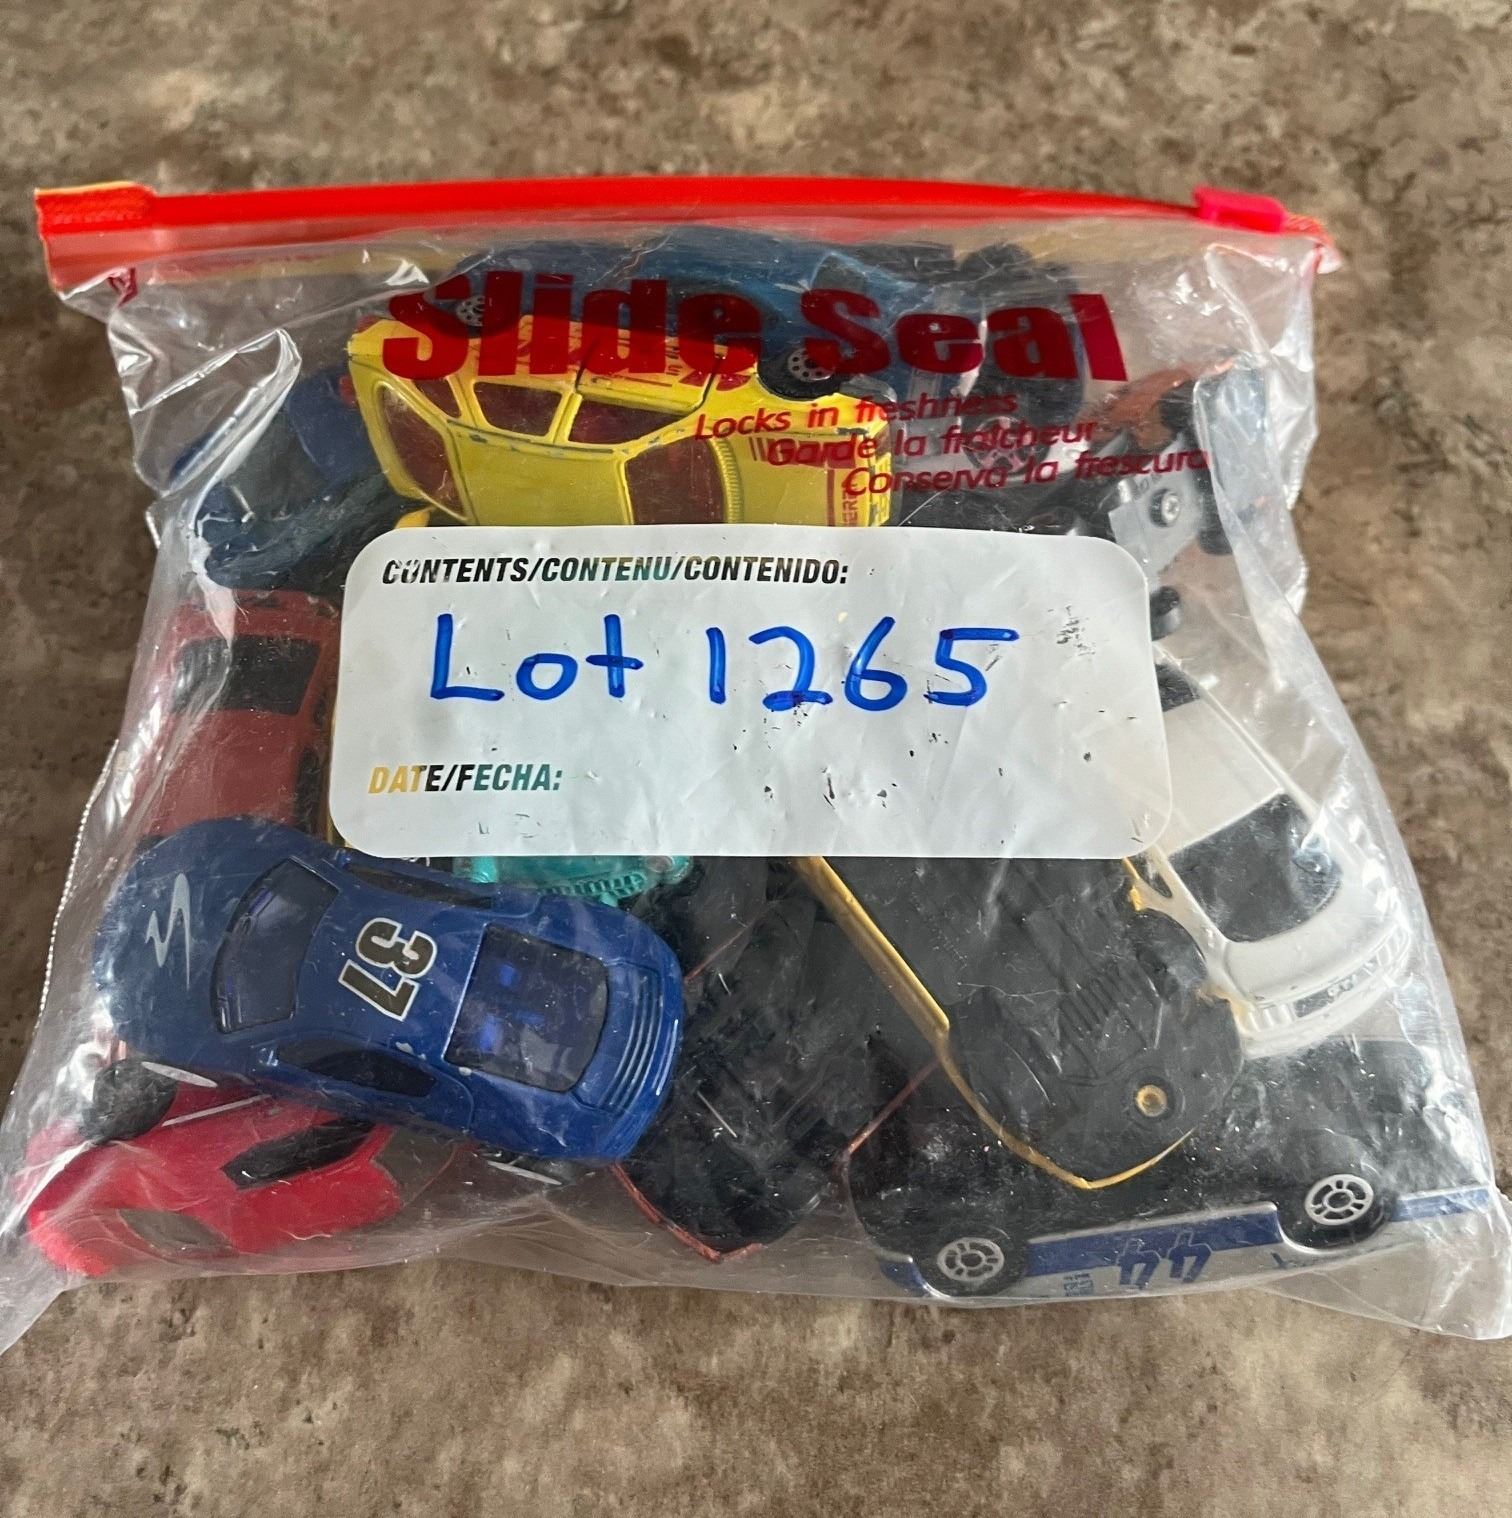 Slide Seal
Locks in freshness
Garde la fraîcheur
Conserva la frescura
CONTENTS/CONTENU/CONTENIDO:
Lot 1265
DATE/FECHA:
37
44